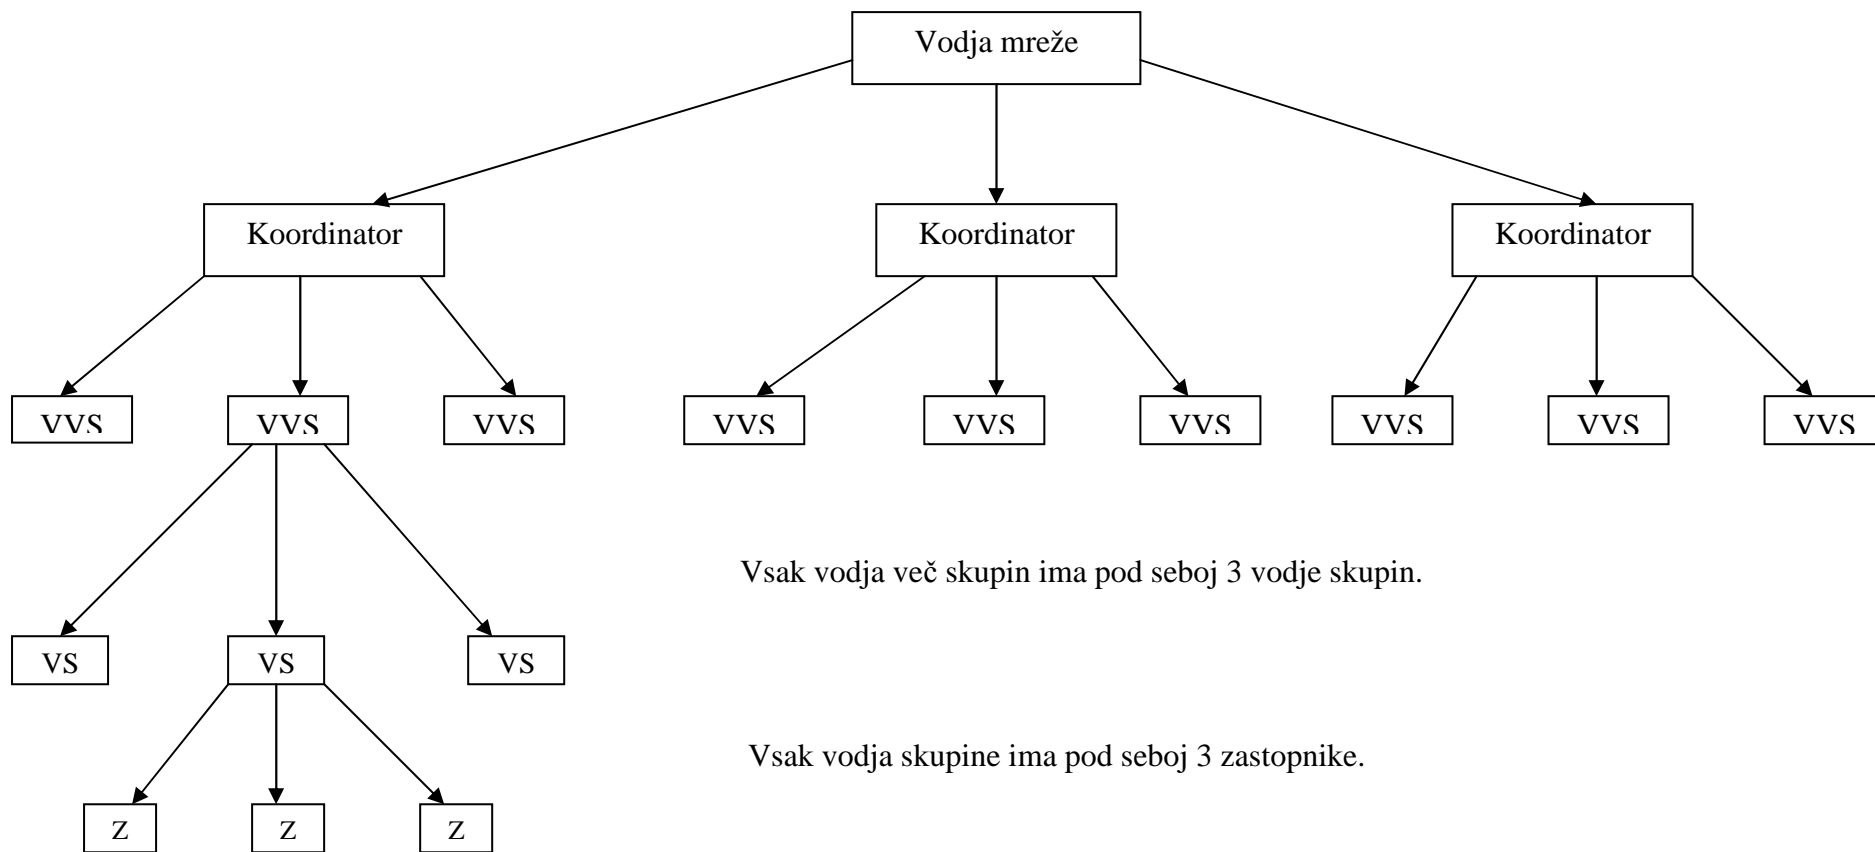 Vodja mreže
Koordinator
Koordinator
Koordinator
VVS
VVS
VVS
VVS
VVS
VVS
VVS
VVS
VVS
Vsak vodja več skupin ima pod seboj 3 vodje skupin.
VS
VS
VS
Vsak vodja skupine ima pod seboj 3 zastopnike.
Z
Z
Z